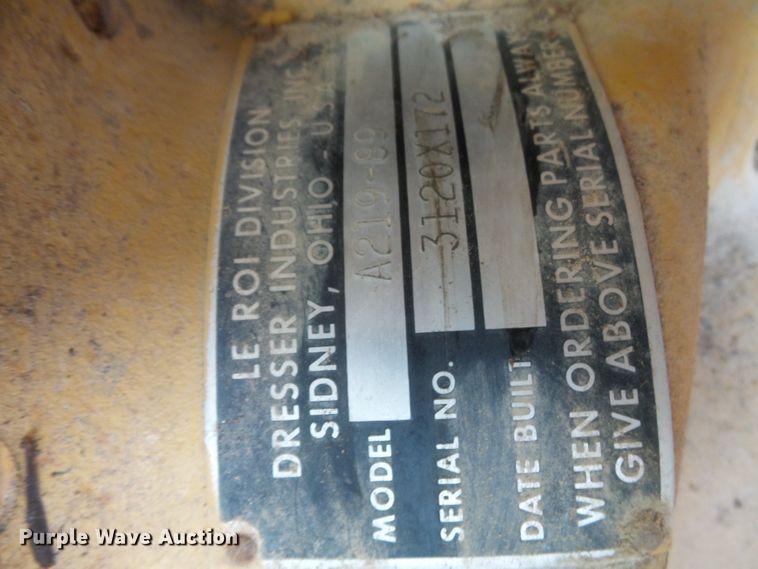 LE ROI DIVISION
DRESSER INDUSTRIES, INC.
SIDNEY, OHIO - U.S.A.
MODEL A219-89
SERIAL NO. 3120X172
DATE BUILT
WHEN ORDERING PARTS ALWAYS
GIVE ABOVE SERIAL NUMBER
Purple Wave Auction